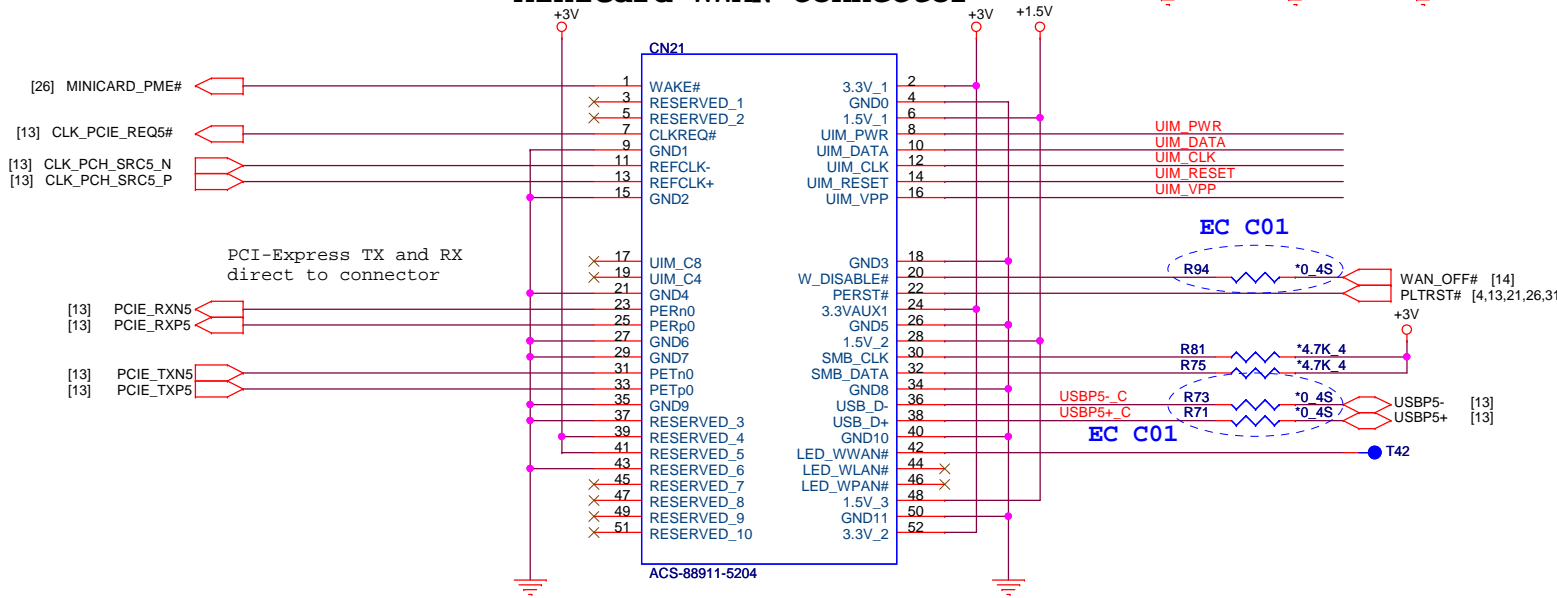 +3V
+3V
+1.5V
CN21
[26] MINICARD_PME#
1 WAKE#
3.3V_1 2
3 RESERVED_1
GND0 4
5 RESERVED_2
1.5V_1 6
[13] CLK_PCIE_REQ5#
7 CLKREQ#
UIM_PWR 8
UIM_PWR
9 GND1
UIM_DATA 10
UIM_DATA
[13] CLK_PCH_SRC5_N
11 REFCLK-
UIM_CLK 12
UIM_CLK
[13] CLK_PCH_SRC5_P
13 REFCLK+
UIM_RESET 14
UIM_RESET
15 GND2
UIM_VPP 16
UIM_VPP
EC C01
PCI-Express TX and RX
direct to connector
17 UIM_C8
GND3 18
19 UIM_C4
W_DISABLE# 20
R94 *0_4S
WAN_OFF# [14]
21 GND4
PERST# 22
PLTRST# [4,13,21,26,31
[13] PCIE_RXN5
23 PERn0
3.3VAUX1 24
[13] PCIE_RXP5
25 PERp0
GND5 26
+3V
27 GND6
1.5V_2 28
29 GND7
SMB_CLK 30
R81 *4.7K_4
[13] PCIE_TXN5
31 PETn0
SMB_DATA 32
R75 *4.7K_4
[13] PCIE_TXP5
33 PETp0
GND8 34
35 GND9
USB_D- 36
USBP5-_C
R73 *0_4S
USBP5- [13]
37 RESERVED_3
USB_D+ 38
USBP5+_C
R71 *0_4S
USBP5+ [13]
EC C01
39 RESERVED_4
GND10 40
41 RESERVED_5
LED_WWAN# 42
T42
43 RESERVED_6
LED_WLAN# 44
45 RESERVED_7
LED_WPAN# 46
47 RESERVED_8
1.5V_3 48
49 RESERVED_9
GND11 50
51 RESERVED_10
3.3V_2 52
ACS-88911-5204